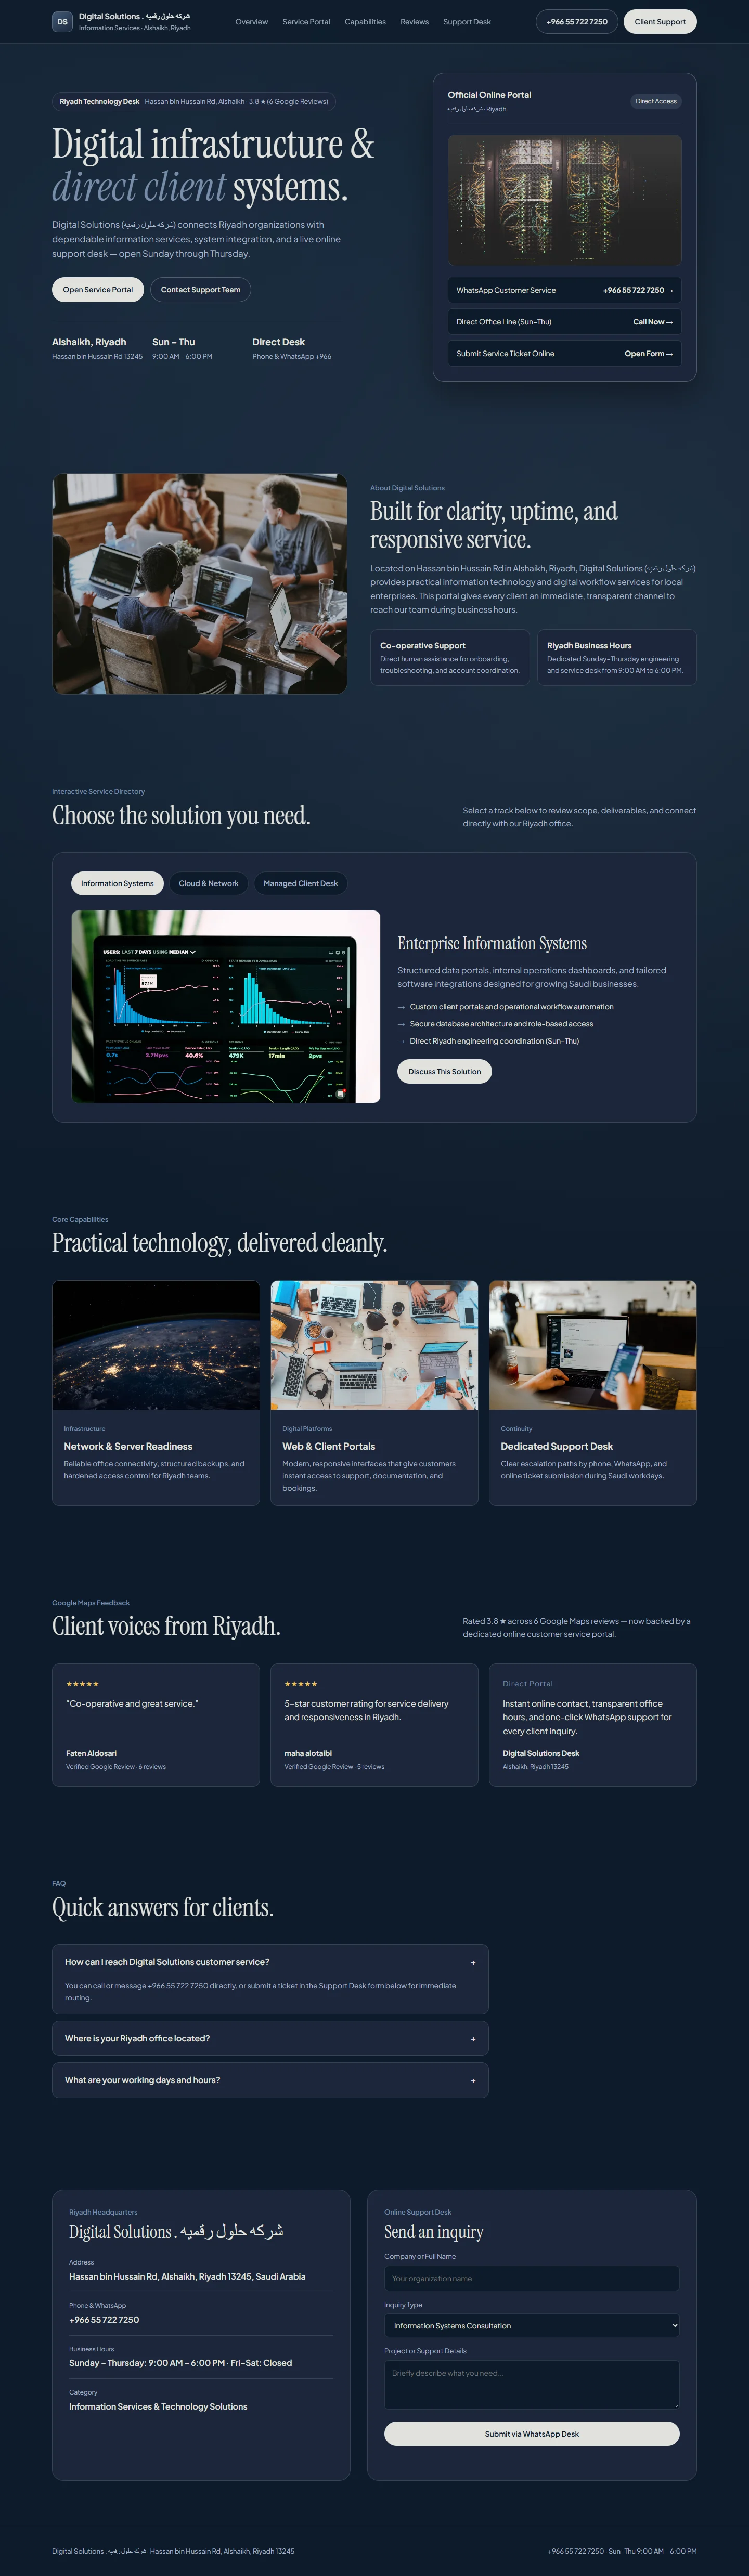 DS
Digital Solutions . شركه حلول رقميه
Information Services · Alshaikh, Riyadh
Overview
Service Portal
Capabilities
Reviews
Support Desk
+966 55 722 7250
Client Support
Riyadh Technology Desk Hassan bin Hussain Rd, Alshaikh · 3.8 ★ (6 Google Reviews)
Digital infrastructure &
direct client systems.
Digital Solutions (شركه حلول رقميه) connects Riyadh organizations with
dependable information services, system integration, and a live online
support desk — open Sunday through Thursday.
Open Service Portal
Contact Support Team
Alshaikh, Riyadh
Hassan bin Hussain Rd 13245
Sun – Thu
9:00 AM – 6:00 PM
Direct Desk
Phone & WhatsApp +966
Official Online Portal
شركه حلول رقميه · Riyadh
Direct Access
WhatsApp Customer Service
+966 55 722 7250 →
Direct Office Line (Sun–Thu)
Call Now →
Submit Service Ticket Online
Open Form →
About Digital Solutions
Built for clarity, uptime, and
responsive service.
Located on Hassan bin Hussain Rd in Alshaikh, Riyadh, Digital Solutions (شركه حلول رقميه)
provides practical information technology and digital workflow services for local
enterprises. This portal gives every client an immediate, transparent channel to
reach our team during business hours.
Co-operative Support
Direct human assistance for onboarding,
troubleshooting, and account coordination.
Riyadh Business Hours
Dedicated Sunday–Thursday engineering
and service desk from 9:00 AM to 6:00 PM.
Interactive Service Directory
Choose the solution you need.
Select a track below to review scope, deliverables, and connect
directly with our Riyadh office.
Information Systems
Cloud & Network
Managed Client Desk
USERS: LAST 7 DAYS USING MEDIAN
57.1%
0.7s
2.7Mpvs
40.6%
479K
17min
2pvs
Enterprise Information Systems
Structured data portals, internal operations dashboards, and tailored
software integrations designed for growing Saudi businesses.
→ Custom client portals and operational workflow automation
→ Secure database architecture and role-based access
→ Direct Riyadh engineering coordination (Sun–Thu)
Discuss This Solution
Core Capabilities
Practical technology, delivered cleanly.
Infrastructure
Network & Server Readiness
Reliable office connectivity, structured backups, and
hardened access control for Riyadh teams.
Digital Platforms
Web & Client Portals
Modern, responsive interfaces that give customers
instant access to support, documentation, and
bookings.
Continuity
Dedicated Support Desk
Clear escalation paths by phone, WhatsApp, and
online ticket submission during Saudi workdays.
Google Maps Feedback
Client voices from Riyadh.
Rated 3.8 ★ across 6 Google Maps reviews — now backed by a
dedicated online customer service portal.
★★★★★
"Co-operative and great service."
Faten Aldosari
Verified Google Review · 6 reviews
★★★★★
5-star customer rating for service delivery
and responsiveness in Riyadh.
maha alotaibi
Verified Google Review · 5 reviews
Direct Portal
Instant online contact, transparent office
hours, and one-click WhatsApp support for
every client inquiry.
Digital Solutions Desk
Alshaikh, Riyadh 13245
FAQ
Quick answers for clients.
How can I reach Digital Solutions customer service? +
You can call or message +966 55 722 7250 directly, or submit a ticket in the Support Desk form below for immediate
routing.
Where is your Riyadh office located? +
What are your working days and hours? +
Riyadh Headquarters
Digital Solutions . شركه حلول رقميه
Address
Hassan bin Hussain Rd, Alshaikh, Riyadh 13245, Saudi Arabia
Phone & WhatsApp
+966 55 722 7250
Business Hours
Sunday – Thursday: 9:00 AM – 6:00 PM · Fri–Sat: Closed
Category
Information Services & Technology Solutions
Online Support Desk
Send an inquiry
Company or Full Name
Your organization name
Inquiry Type
Information Systems Consultation
Project or Support Details
Briefly describe what you need...
Submit via WhatsApp Desk
Digital Solutions . شركه حلول رقميه · Hassan bin Hussain Rd, Alshaikh, Riyadh 13245
+966 55 722 7250 · Sun–Thu 9:00 AM – 6:00 PM